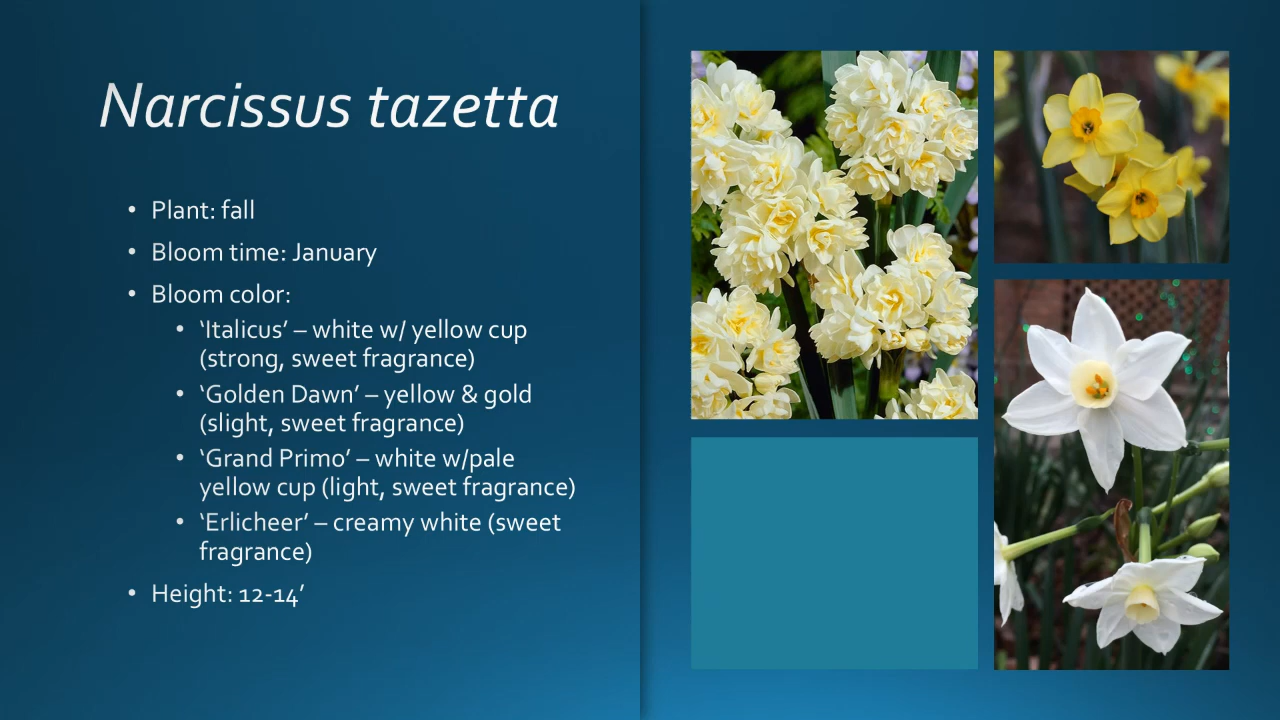 Narcissus tazetta
• Plant: fall
• Bloom time: January
• Bloom color:
• ‘Italicus’ – white w/ yellow cup
(strong, sweet fragrance)
• ‘Golden Dawn’ – yellow & gold
(slight, sweet fragrance)
• ‘Grand Primo’ – white w/pale
yellow cup (light, sweet fragrance)
• ‘Erlicheer’ – creamy white (sweet
fragrance)
• Height: 12-14’